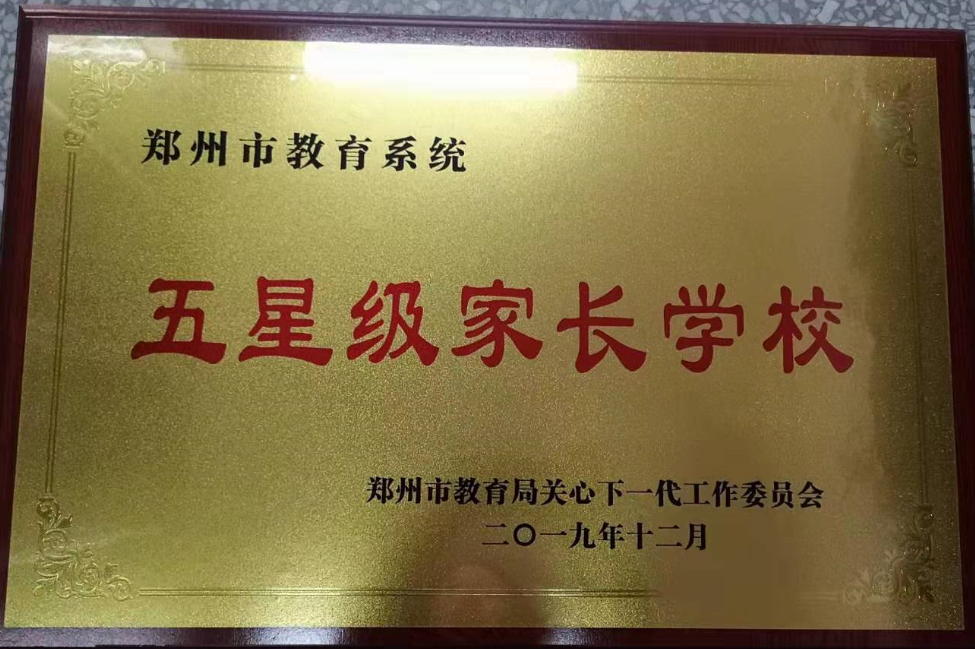 郑州市教育系统
五星级家长学校
郑州市教育局关心下一代工作委员会
二〇一九年十二月